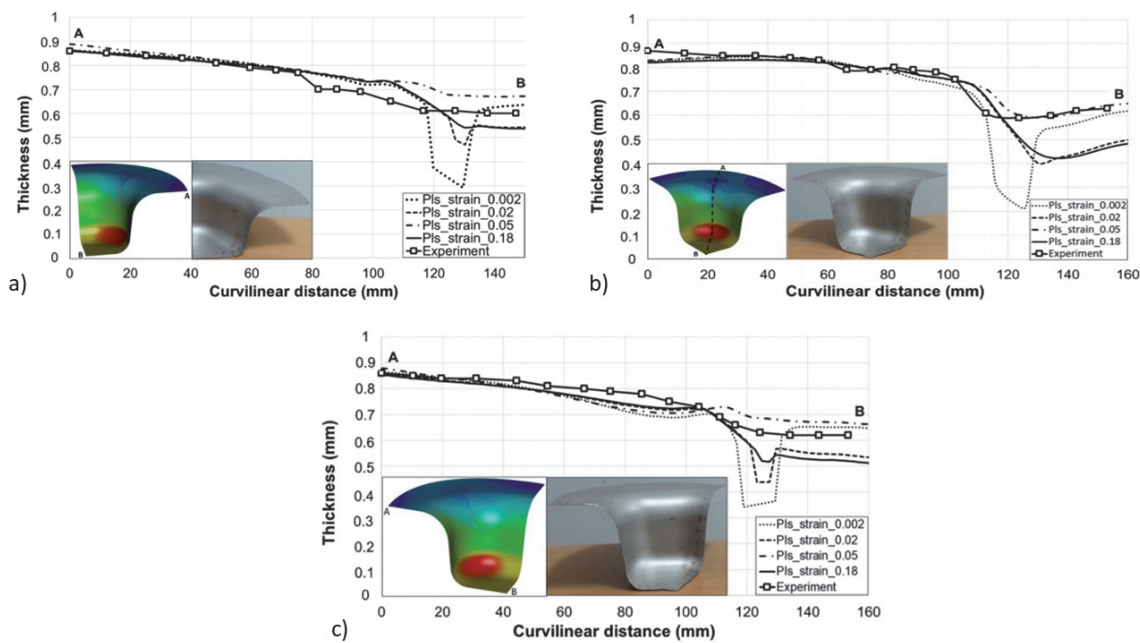 1
0.9
0.8
0.7
0.6
0.5
0.4
0.3
0.2
0.1
0
Thickness (mm)
A
B
A
B
Pls_strain_0.002
Pls_strain_0.02
Pls_strain_0.05
Pls_strain_0.18
Experiment
0 20 40 60 80 100 120 140
Curvilinear distance (mm)
a)
1
0.9
0.8
0.7
0.6
0.5
0.4
0.3
0.2
0.1
0
Thickness (mm)
A
B
A
B
Pls_strain_0.002
Pls_strain_0.02
Pls_strain_0.05
Pls_strain_0.18
Experiment
0 20 40 60 80 100 120 140 160
Curvilinear distance (mm)
b)
1
0.9
0.8
0.7
0.6
0.5
0.4
0.3
0.2
0.1
0
Thickness (mm)
A
B
A
B
Pls_strain_0.002
Pls_strain_0.02
Pls_strain_0.05
Pls_strain_0.18
Experiment
0 20 40 60 80 100 120 140 160
Curvilinear distance (mm)
c)